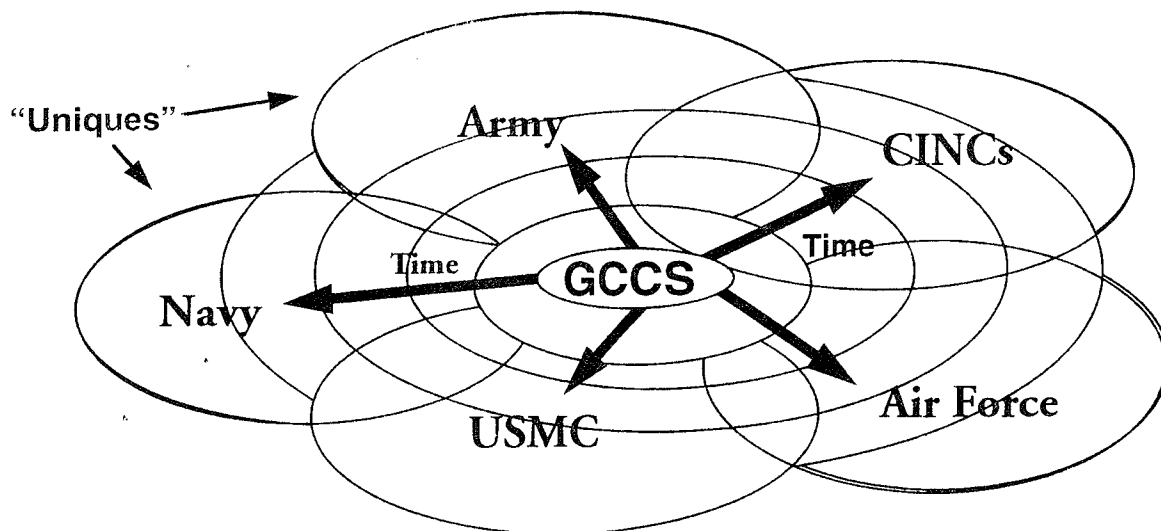 “Uniques”
Army
CINCs
Time
Time
GCCS
Navy
USMC
Air Force